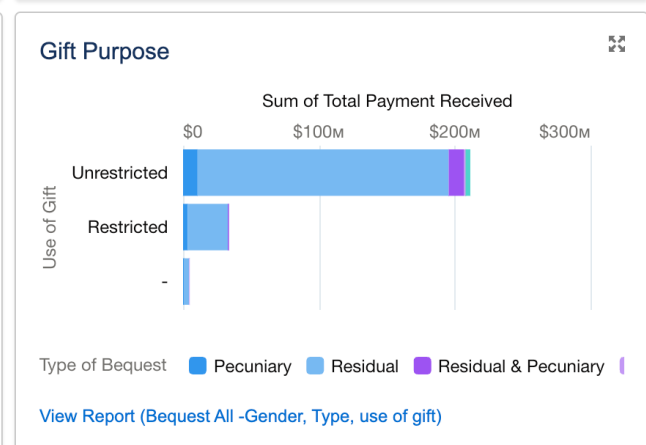 Gift Purpose
Sum of Total Payment Received
$0 $100M $200M $300M
Use of Gift
Unrestricted
Restricted
-
Type of Bequest Pecuniary Residual Residual & Pecuniary
View Report (Bequest All -Gender, Type, use of gift)